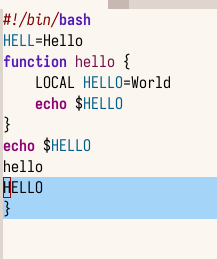 #!/bin/bash
HELL=Hello
function hello {
    LOCAL HELLO=World
    echo $HELLO
}
echo $HELLO
hello
HELLO
}